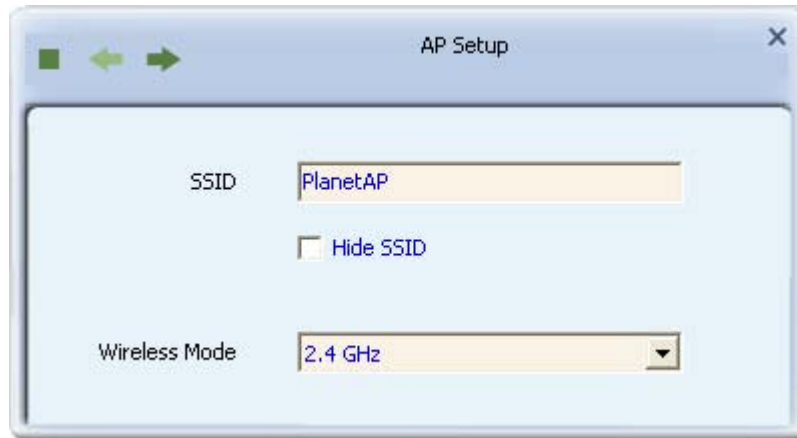 AP Setup
SSID
PlanetAP
Hide SSID
Wireless Mode
2.4 GHz